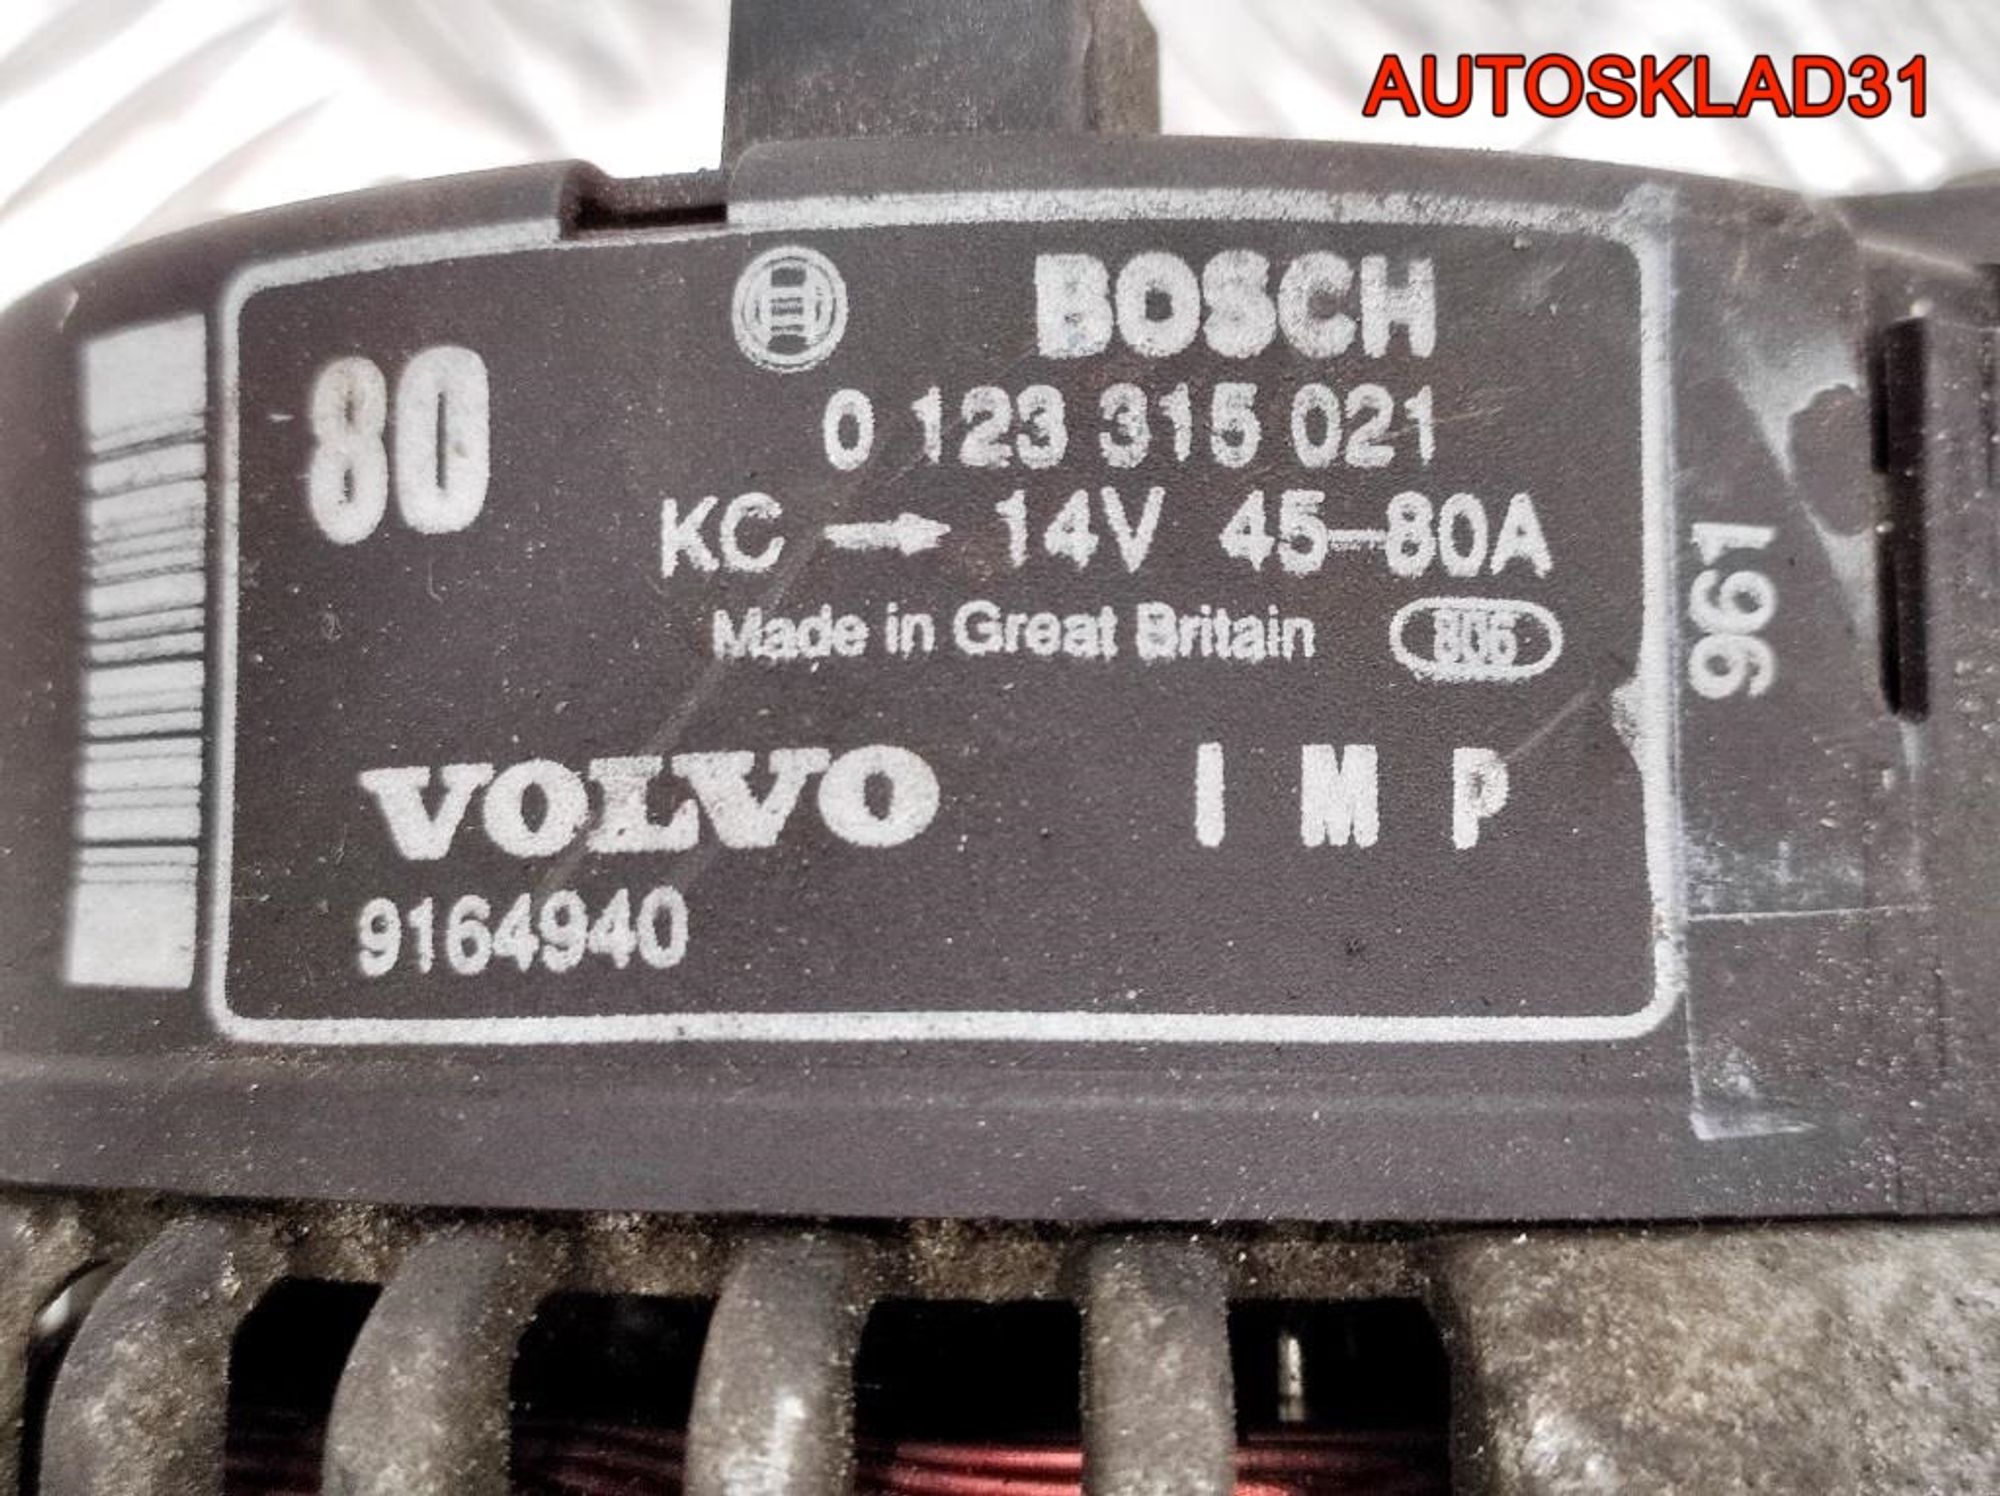 AUTOSKLAD31
BOSCH
80
0 123 315 021
KC 14V 45-80A
Made in Great Britain 806
961
VOLVO I M P
9164940